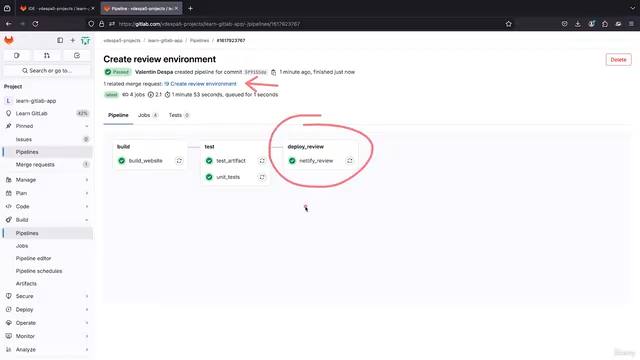 IDE · vdespa5-projects / learn-g
Pipeline · vdespa5-projects / le
https://gitlab.com/vdespa5-projects/learn-gitlab-app/-/pipelines/1617923767
vdespa5-projects / learn-gitlab-app / Pipelines / #1617923767
Create review environment
Delete
Search or go to...
Passed Valentin Despa created pipeline for commit 1 minute ago, finished just now
Project
1 related merge request: !9 Create review environment
latest 4 jobs 2.1 1 minute 53 seconds, queued for 1 seconds
L learn-gitlab-app
Learn GitLab 42%
Pipeline Jobs 4 Tests 0
Pinned
Issues 0
Pipelines
Merge requests 1
build test deploy_review
build_website test_artifact netlify_review
unit_tests
Manage
Plan
Code
Build
Pipelines
Jobs
Pipeline editor
Pipeline schedules
Artifacts
Secure
Deploy
Operate
Monitor
Analyze